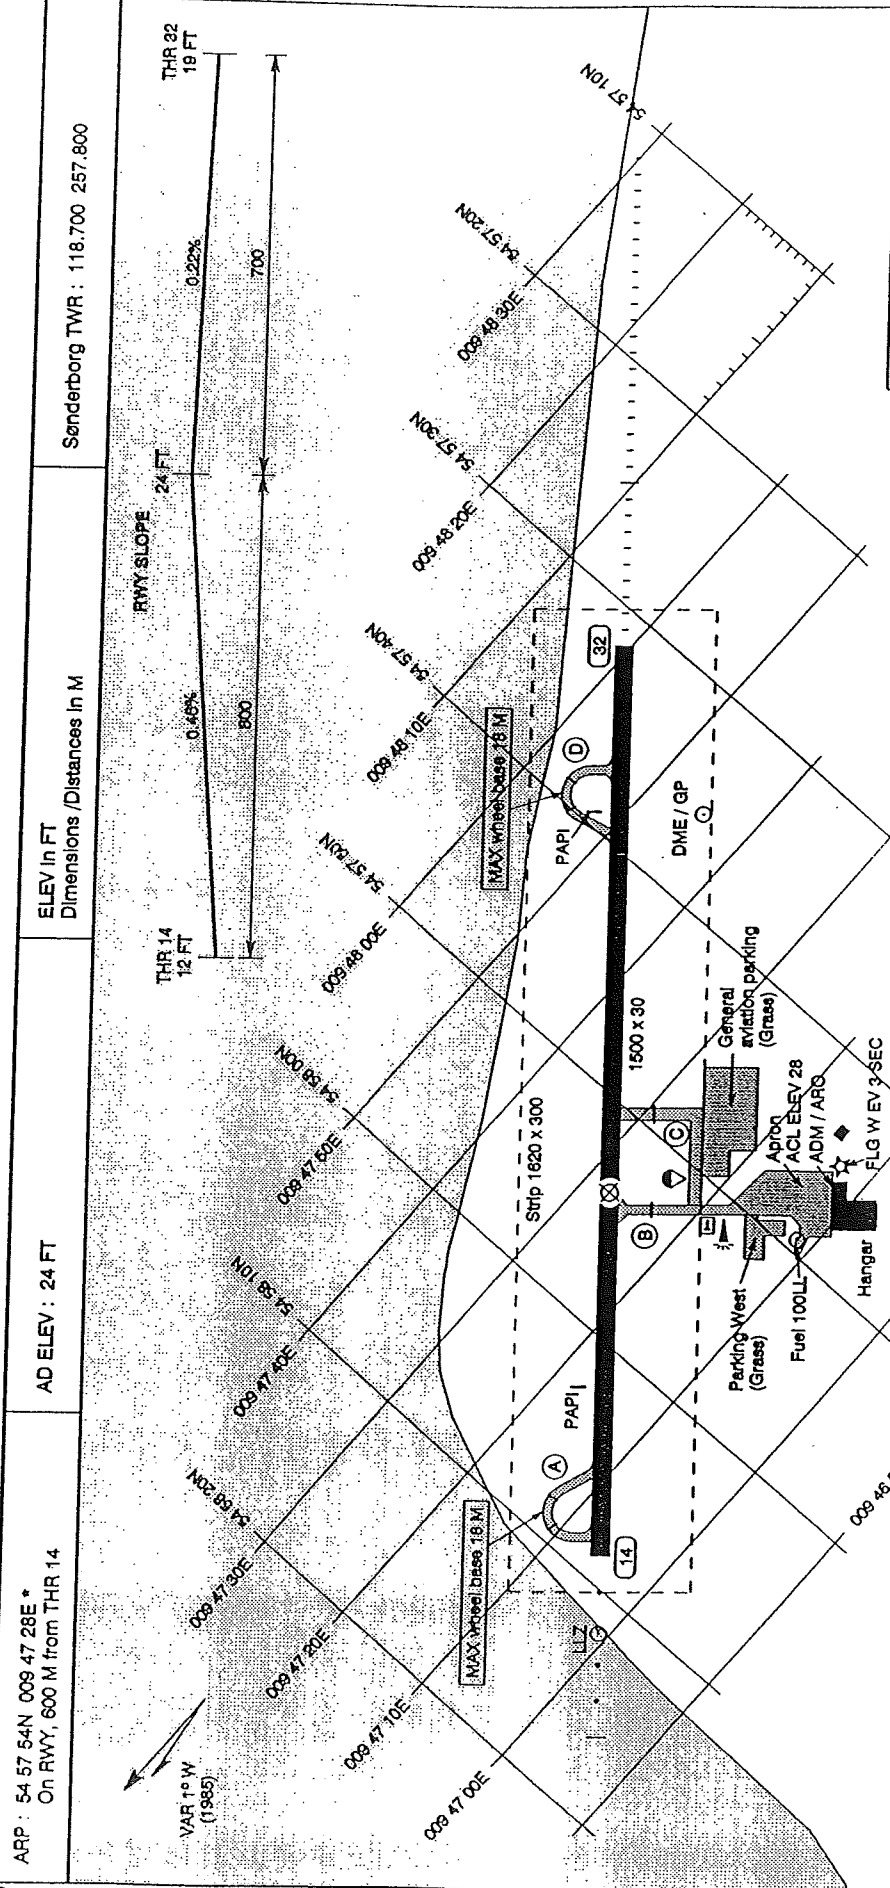 ARP : 54 57 54N 009 47 28E *
On RWY, 600 M from THR 14
AD ELEV : 24 FT
ELEV in FT
Dimensions /Distances in M
Sønderborg TWR : 118.700 257.800
VAR 1° W
(1985)
RWY SLOPE
THR 14
12 FT
0.46%
800
24 FT
0.22%
700
THR 32
19 FT
54 58 20N
54 58 10N
54 58 00N
54 57 50N
54 57 40N
54 57 30N
54 57 20N
54 57 10N
009 47 00E
009 47 10E
009 47 20E
009 47 30E
009 47 40E
009 47 50E
009 48 00E
009 48 10E
009 48 20E
009 48 30E
009 46
MAX wheel base 18 M
MAX wheel base 18 M
Strip 1620 x 300
LLZ
14
A
PAPI
1500 x 30
PAPI
D
32
B
C
DME / GP
General
aviation parking
(Grass)
Parking West
(Grass)
Fuel 100LL
Apron
ACL ELEV 28
ADM / ARO
FLG W EV 3 SEC
Hangar